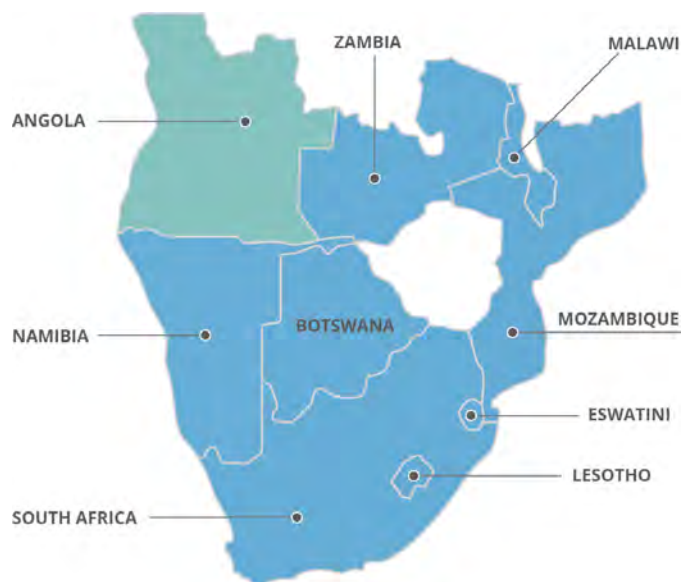 ZAMBIA
MALAWI
ANGOLA
MOZAMBIQUE
BOTSWANA
NAMIBIA
ESWATINI
LESOTHO
SOUTH AFRICA